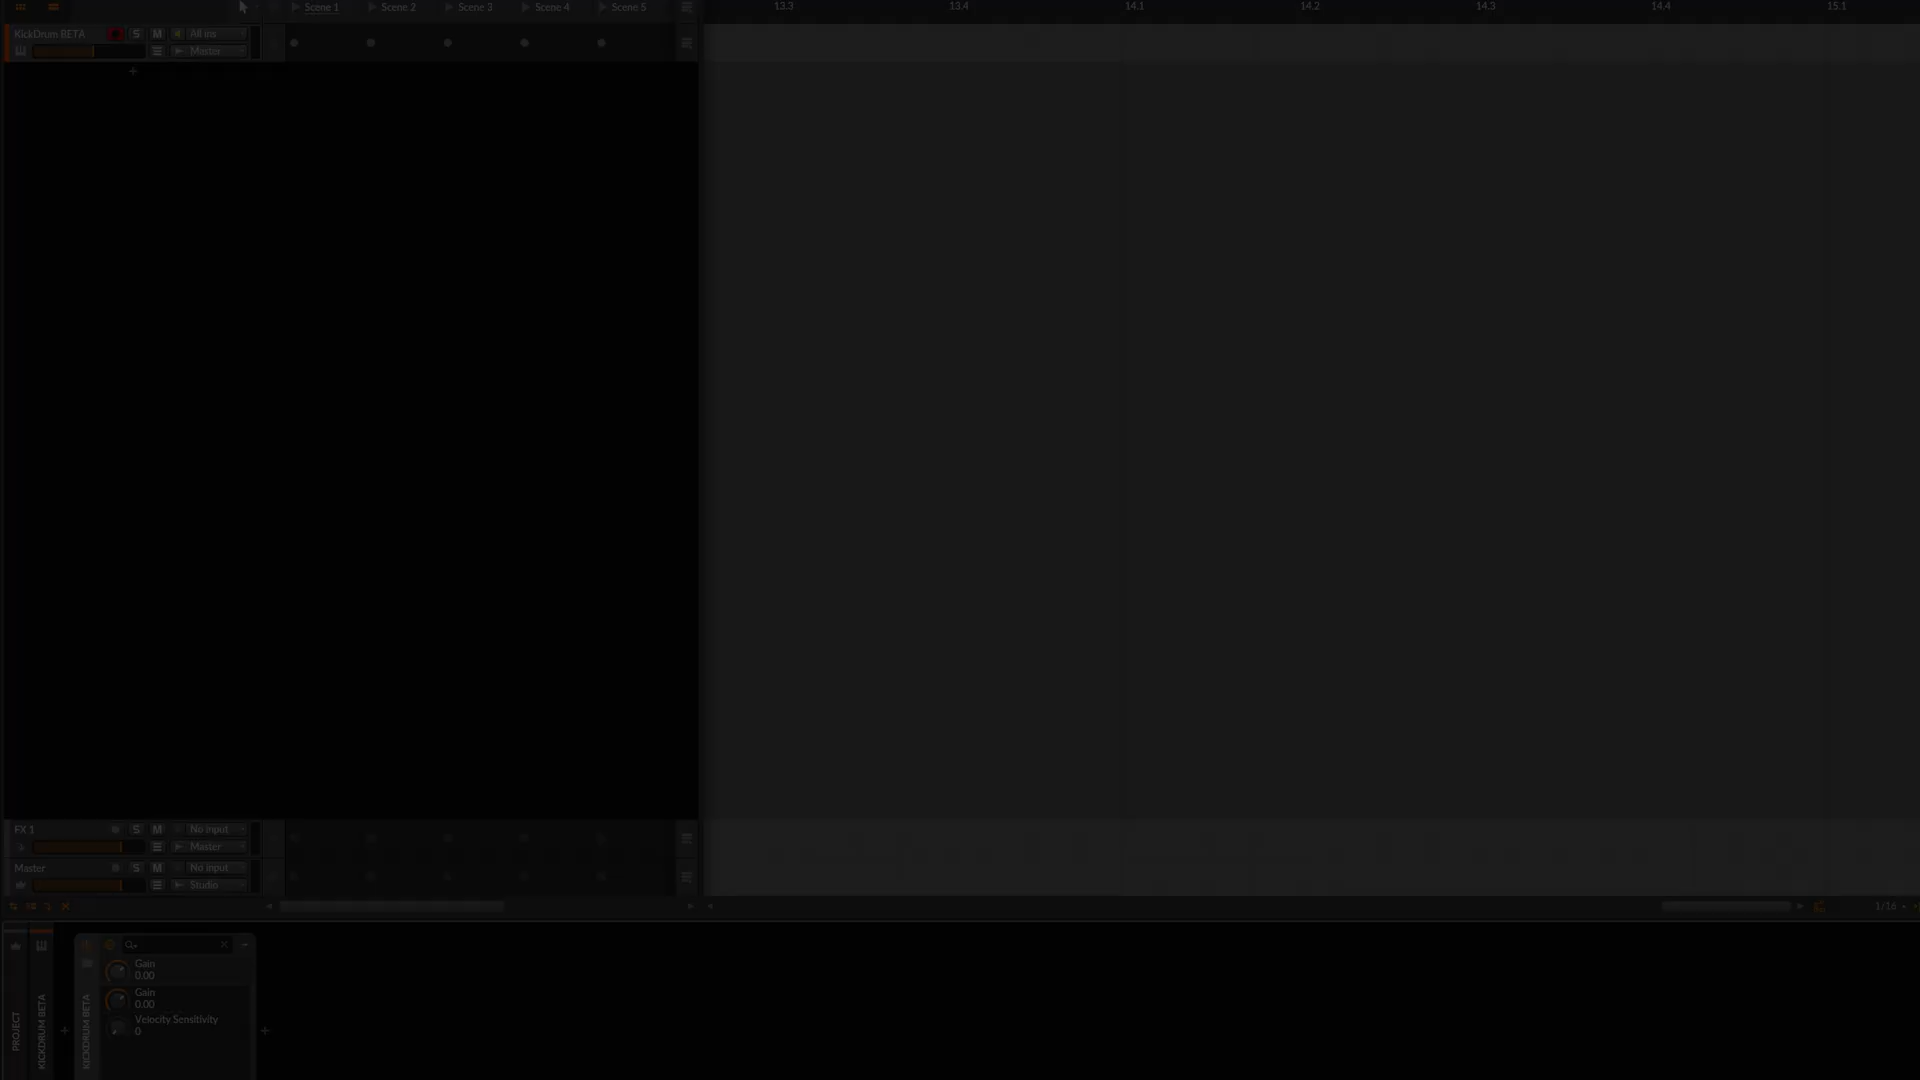 Scene 1 Scene 2 Scene 3 Scene 4 Scene 5 13.3 13.4 14.1 14.2 14.3 14.4 15.1
KickDrum BETA S M All ins
Master
FX 1 S M No input
Master
Master S M No input
Studio
1/16
Gain
0.00
Gain
0.00
Velocity Sensitivity
0
PROJECT
KICKDRUM BETA
KICKDRUM BETA